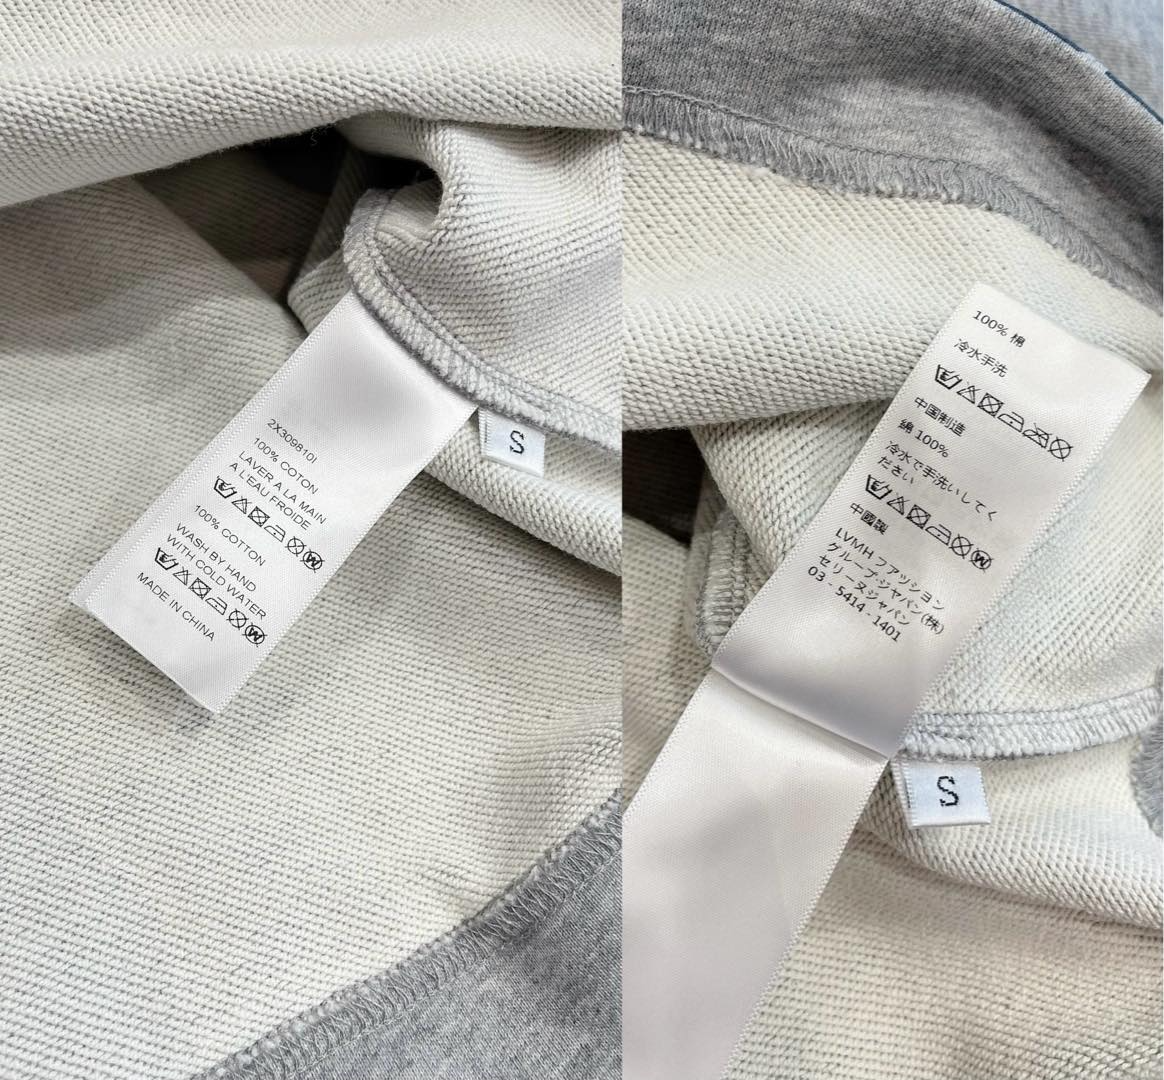 2X309810I
100% COTON
LAVER A LA MAIN
A L'EAU FROIDE
100% COTTON
WASH BY HAND
WITH COLD WATER
MADE IN CHINA
S
100% 棉
冷水手洗
中国制造
綿 100%
冷水で手洗いしてく
ださい
中國製
LVMH フアツシヨン
グループ·ジャパン(株)
セリーヌジャパン
03 - 5414 - 1401
S